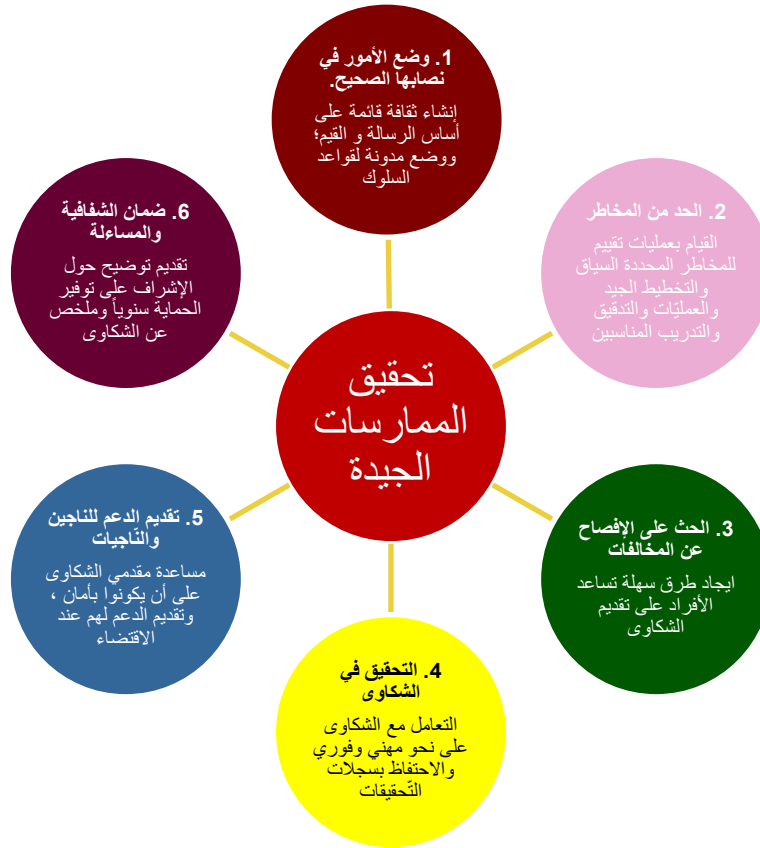 1. وضع الأمور في
نصابها الصحيح.
إنشاء ثقافة قائمة على
أساس الرسالة و القيم؛
ووضع مدونة لقواعد
السلوك
2. الحد من المخاطر
القيام بعمليات تقييم
للمخاطر المحددة السياق
والتخطيط الجيد
والعمليّات والتدقيق
والتدريب المناسبين
3. الحث على الإفصاح
عن المخالفات
ايجاد طرق سهلة تساعد
الأفراد على تقديم
الشكاوى
4. التحقيق في
الشكاوى
التعامل مع الشكاوى
على نحو مهني وفوري
والاحتفاظ بسجلات
التّحقيقات
5. تقديم الدعم للناجين
والنّاجيات
مساعدة مقدمي الشكاوى
على أن يكونوا بأمان ،
وتقديم الدعم لهم عند
الاقتضاء
6. ضمان الشفافية
والمساءلة
تقديم توضيح حول
الإشراف على توفير
الحماية سنوياً وملخص
عن الشكاوى
تحقيق
الممارسات
الجيدة